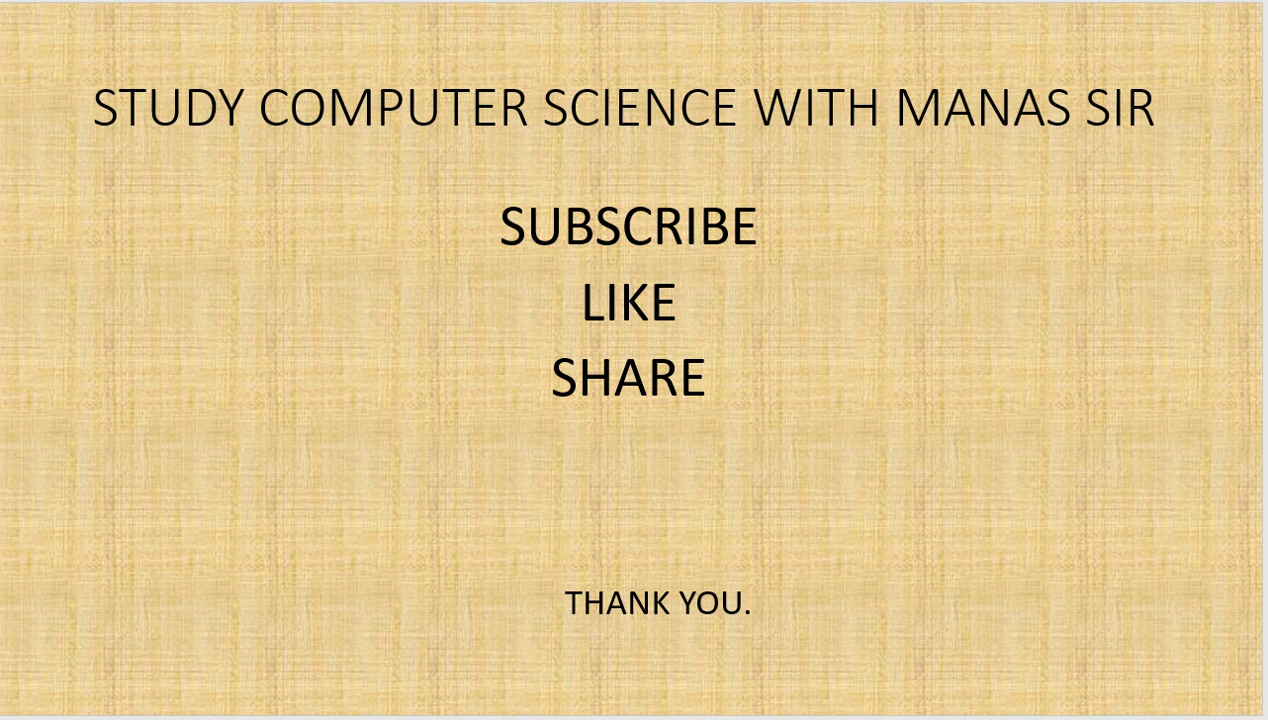 STUDY COMPUTER SCIENCE WITH MANAS SIR
SUBSCRIBE
LIKE
SHARE
THANK YOU.